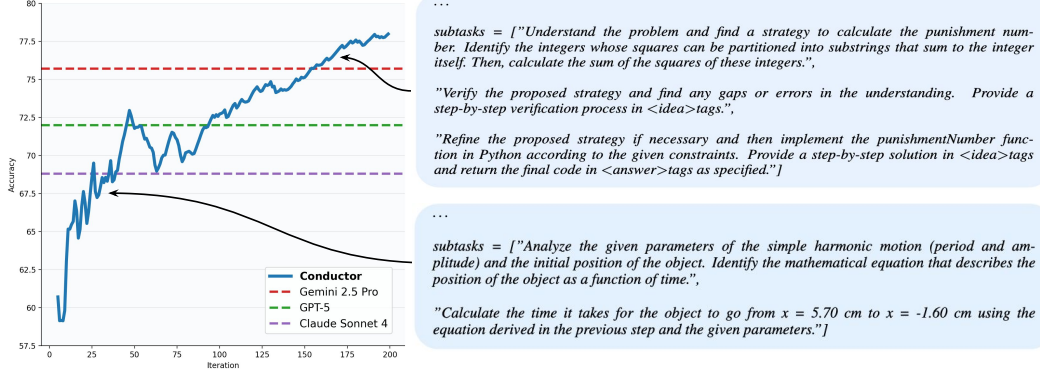 80
77.5
75
72.5
70
67.5
65
62.5
60
57.5
Accuracy
0
25
50
75
100
125
150
175
200
Iteration
Conductor
Gemini 2.5 Pro
GPT-5
Claude Sonnet 4
...
subtasks = ["Understand the problem and find a strategy to calculate the punishment num-
ber. Identify the integers whose squares can be partitioned into substrings that sum to the integer
itself. Then, calculate the sum of the squares of these integers.",
"Verify the proposed strategy and find any gaps or errors in the understanding. Provide a
step-by-step verification process in <idea>tags.",
"Refine the proposed strategy if necessary and then implement the punishmentNumber func-
tion in Python according to the given constraints. Provide a step-by-step solution in <idea>tags
and return the final code in <answer>tags as specified."]
...
subtasks = ["Analyze the given parameters of the simple harmonic motion (period and am-
plitude) and the initial position of the object. Identify the mathematical equation that describes the
position of the object as a function of time.",
"Calculate the time it takes for the object to go from x = 5.70 cm to x = -1.60 cm using the
equation derived in the previous step and the given parameters."]